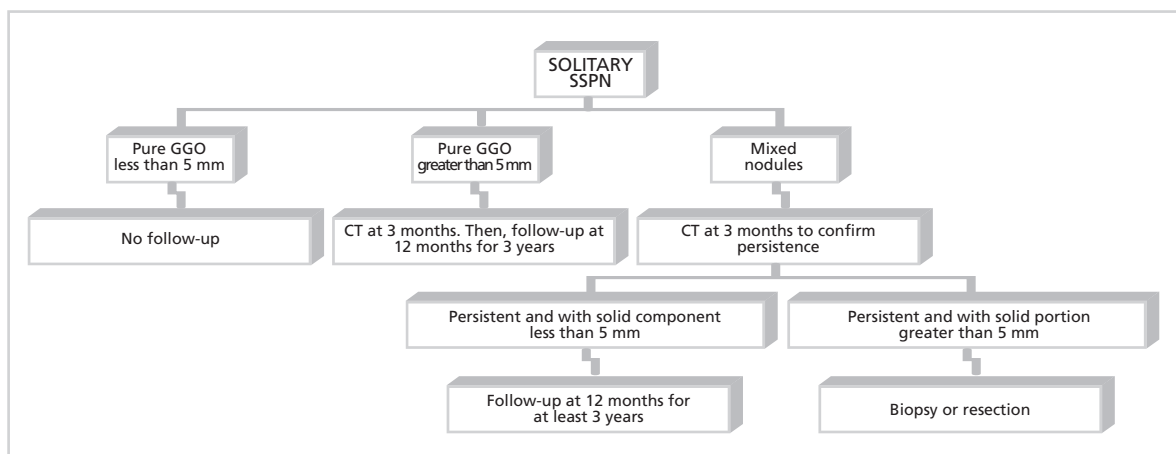 SOLITARY
SSPN
Pure GGO
less than 5 mm
Pure GGO
greater than 5 mm
Mixed
nodules
No follow-up
CT at 3 months. Then, follow-up at
12 months for 3 years
CT at 3 months to confirm
persistence
Persistent and with solid component
less than 5 mm
Persistent and with solid portion
greater than 5 mm
Follow-up at 12 months for
at least 3 years
Biopsy or resection